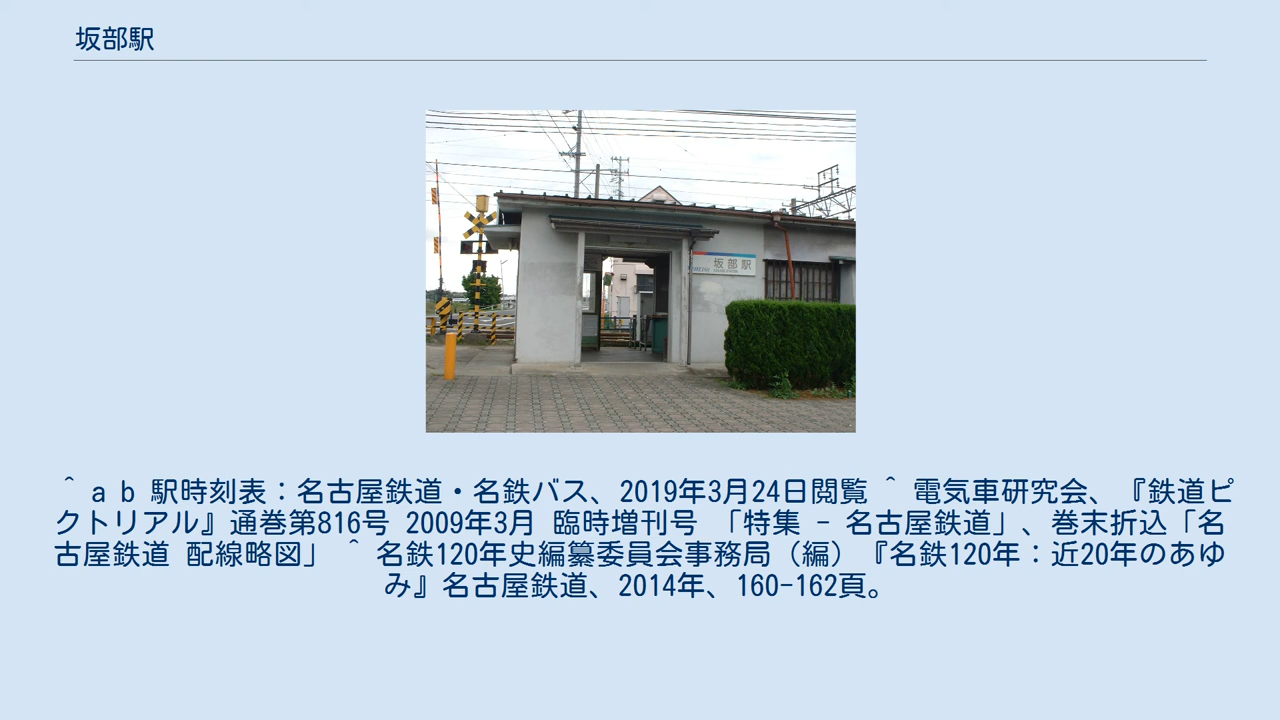 坂部駅
坂部駅
^ a b 駅時刻表：名古屋鉄道・名鉄バス、2019年3月24日閲覧 ^ 電気車研究会、『鉄道ピ
クトリアル』通巻第816号 2009年3月 臨時増刊号 「特集 - 名古屋鉄道」、巻末折込「名
古屋鉄道 配線略図」 ^ 名鉄120年史編纂委員会事務局（編）『名鉄120年：近20年のあゆ
み』名古屋鉄道、2014年、160-162頁。